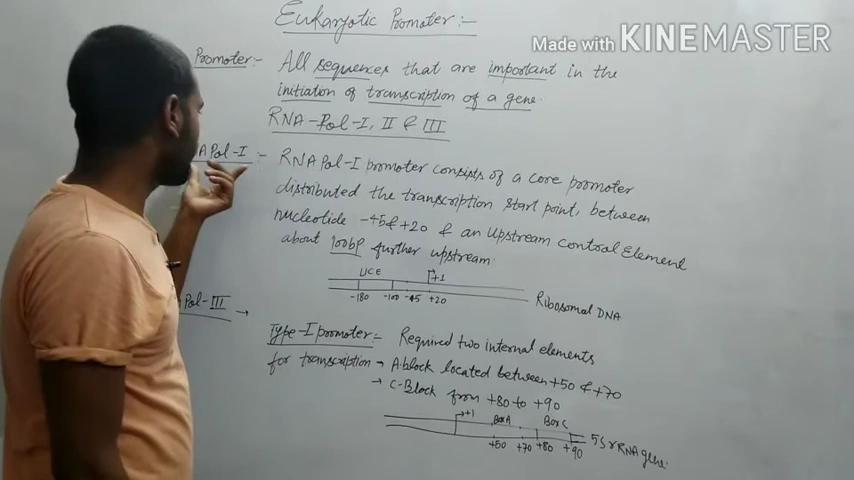 Eukaryotic Promoter:-
Made with KINEMASTER
Promoter:- All sequences that are important in the
initiation of transcription of a gene.
RNA-Pol-I, II & III
A Pol-I :- RNA Pol-I promoter consists of a core promoter
distributed the transcription start point, between
nucleotide -45 & +20 & an Upstream Control Element
about 100bp further upstream.
UCE +1
-180 -100 -45 +20
Ribosomal DNA
Pol-III →
Type-I promoter:- Required two internal elements
for transcription → A-block located between +50 & +70
→ C-Block from +80 to +90
+1 Box A Box C
+50 +70 +80 +90
5S rRNA gene.